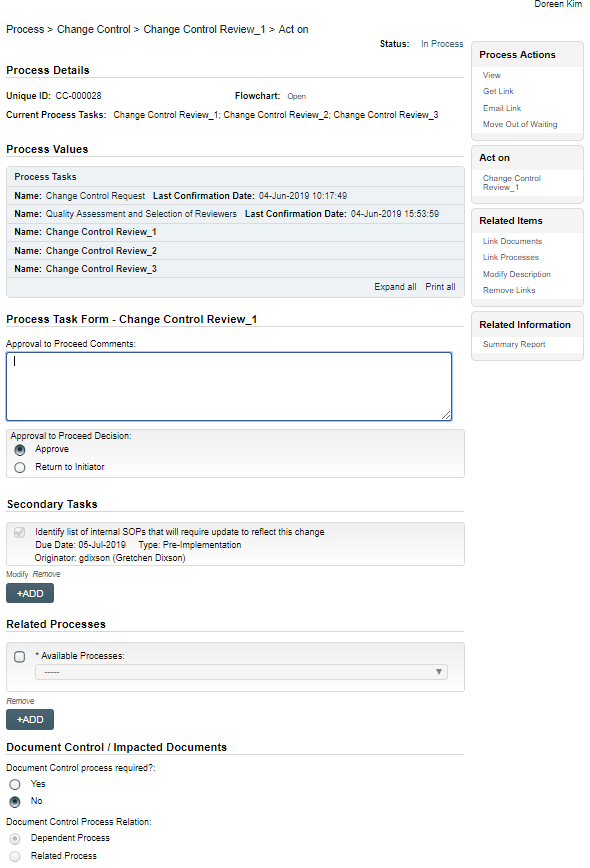 Doreen Kim
Process > Change Control > Change Control Review_1 > Act on
Status: In Process
Process Details
Unique ID: CC-000028 Flowchart: Open
Current Process Tasks: Change Control Review_1; Change Control Review_2; Change Control Review_3
Process Values
Process Tasks
Name: Change Control Request Last Confirmation Date: 04-Jun-2019 10:17:49
Name: Quality Assessment and Selection of Reviewers Last Confirmation Date: 04-Jun-2019 15:53:59
Name: Change Control Review_1
Name: Change Control Review_2
Name: Change Control Review_3
Expand all Print all
Process Task Form - Change Control Review_1
Approval to Proceed Comments:
Approval to Proceed Decision:
Approve
Return to Initiator
Secondary Tasks
Identify list of internal SOPs that will require update to reflect this change
Due Date: 05-Jul-2019 Type: Pre-Implementation
Originator: gdixson (Gretchen Dixson)
Modify Remove
+ADD
Related Processes
* Available Processes:
-----
Remove
+ADD
Document Control / Impacted Documents
Document Control process required?:
Yes
No
Document Control Process Relation:
Dependent Process
Related Process
Process Actions
View
Get Link
Email Link
Move Out of Waiting
Act on
Change Control
Review_1
Related Items
Link Documents
Link Processes
Modify Description
Remove Links
Related Information
Summary Report